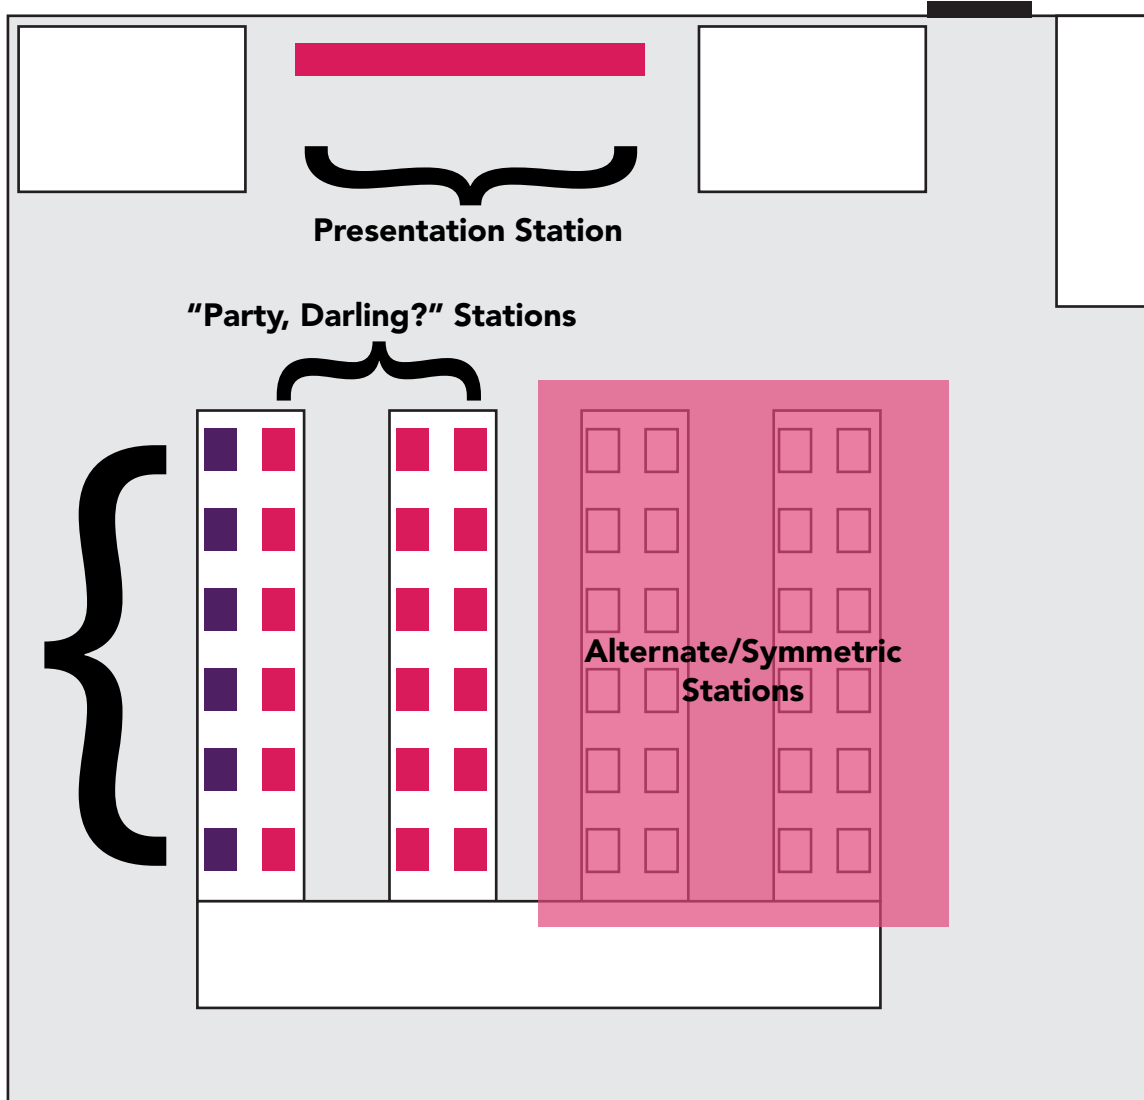 Presentation Station
“Party, Darling?” Stations
Alternate/Symmetric
Stations